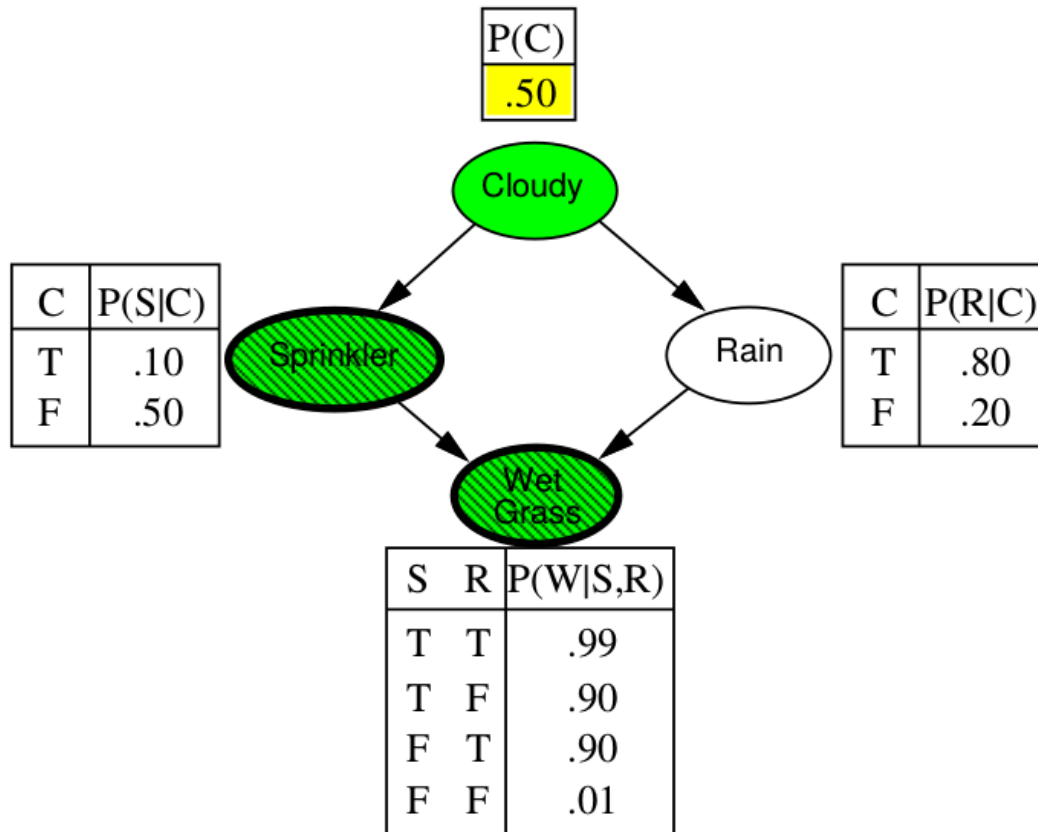 P(C)
.50
Cloudy
C P(S|C)
T .10
F .50
Sprinkler
Rain
C P(R|C)
T .80
F .20
Wet
Grass
S R P(W|S,R)
T T .99
T F .90
F T .90
F F .01